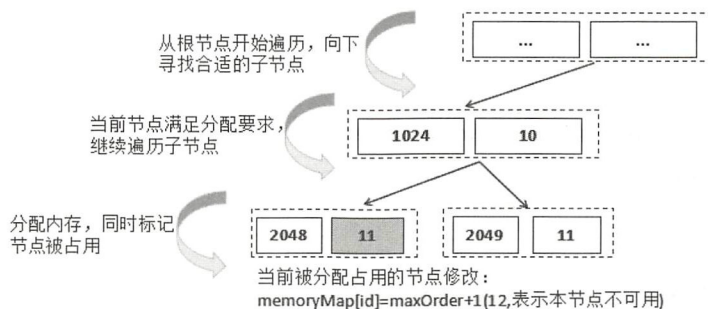 从根节点开始遍历，向下
寻找合适的子节点
...
...
当前节点满足分配要求，
继续遍历子节点
1024
10
分配内存，同时标记
节点被占用
2048
11
2049
11
当前被分配占用的节点修改：
memoryMap[id]=maxOrder+1(12,表示本节点不可用)